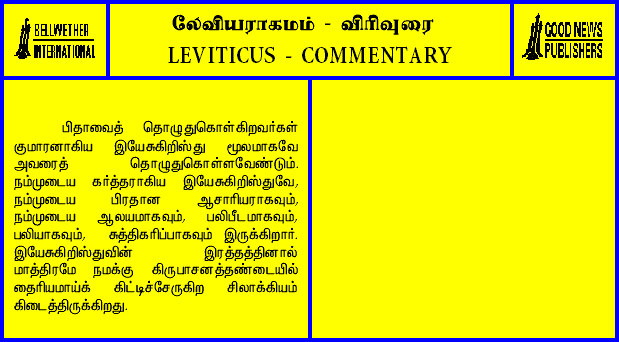 BELLWETHER
INTERNATIONAL
லேவியராகமம் - விரிவுரை
LEVITICUS - COMMENTARY
GOOD NEWS
PUBLISHERS
பிதாவைத் தொழுதுகொள்கிறவர்கள்
குமாரனாகிய இயேசுகிறிஸ்து மூலமாகவே
அவரைத் தொழுதுகொள்ளவேண்டும்.
நம்முடைய கர்த்தராகிய இயேசுகிறிஸ்துவே,
நம்முடைய பிரதான ஆசாரியராகவும்,
நம்முடைய ஆலயமாகவும், பலிபீடமாகவும்,
பலியாகவும், சுத்திகரிப்பாகவும் இருக்கிறார்.
இயேசுகிறிஸ்துவின் இரத்தத்தினால்
மாத்திரமே நமக்கு கிருபாசனத்தண்டையில்
தைரியமாய்க் கிட்டிச்சேருகிற சிலாக்கியம்
கிடைத்திருக்கிறது.